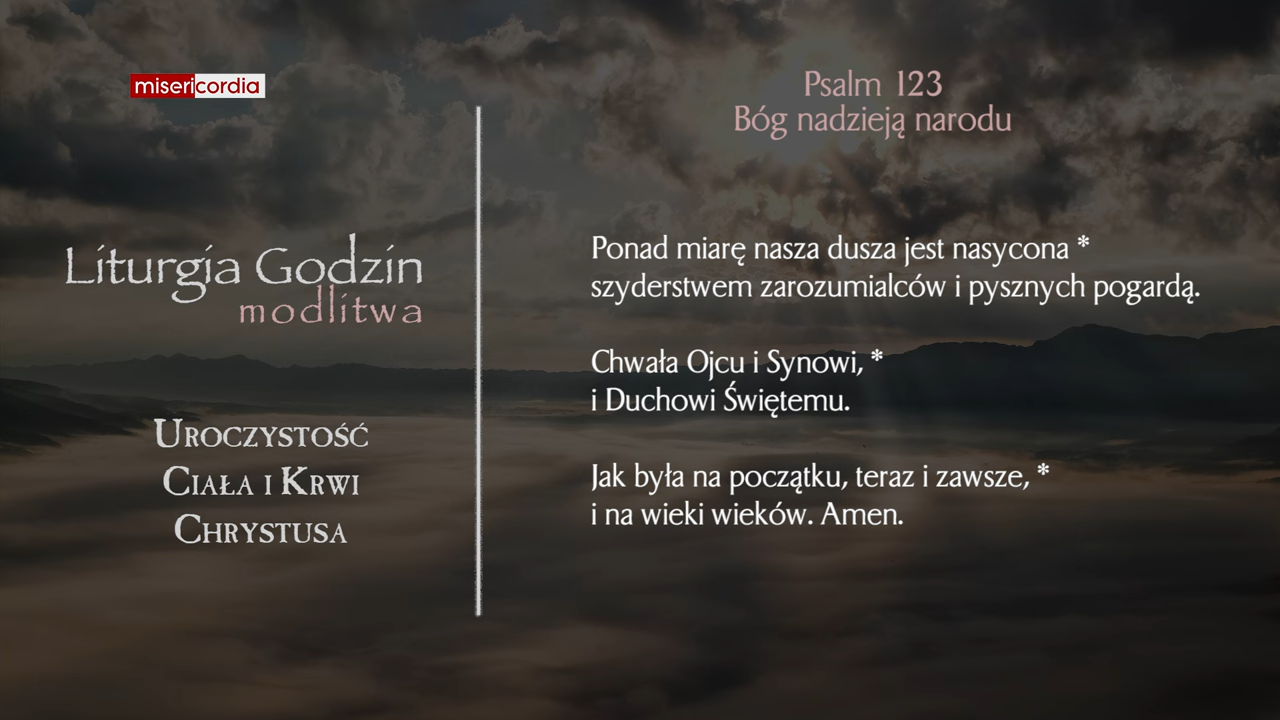 misericordia
Liturgia Godzin
modlitwa
Uroczystość
Ciała i Krwi
Chrystusa
Psalm 123
Bóg nadzieją narodu
Ponad miarę nasza dusza jest nasycona *
szyderstwem zarozumialców i pysznych pogardą.
Chwała Ojcu i Synowi, *
i Duchowi Świętemu.
Jak była na początku, teraz i zawsze, *
i na wieki wieków. Amen.